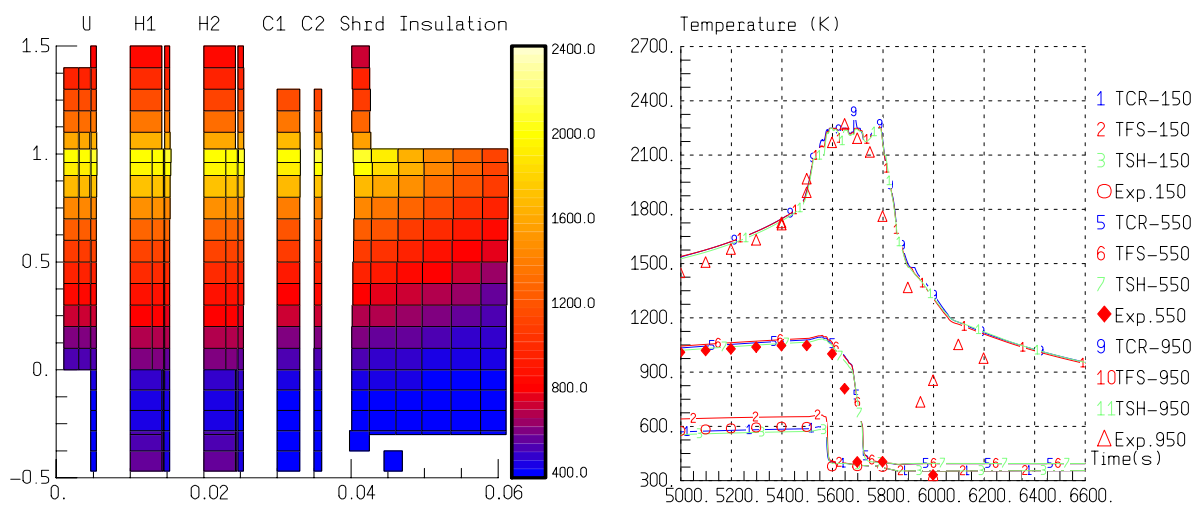 U H1 H2 C1 C2 Shrd Insulation
1.5
1.
0.5
0.
-0.5
0. 0.02 0.04 0.06
2400.0
2000.0
1600.0
1200.0
800.0
400.0
Temperature (K)
2700.
2400.
2100.
1800.
1500.
1200.
900.
600.
300.
5000. 5200. 5400. 5600. 5800. 6000. 6200. 6400. 6600.
Time(s)
1 TCR-150
2 TFS-150
3 TSH-150
Exp.150
5 TCR-550
6 TFS-550
7 TSH-550
Exp.550
9 TCR-950
10 TFS-950
11 TSH-950
Exp.950